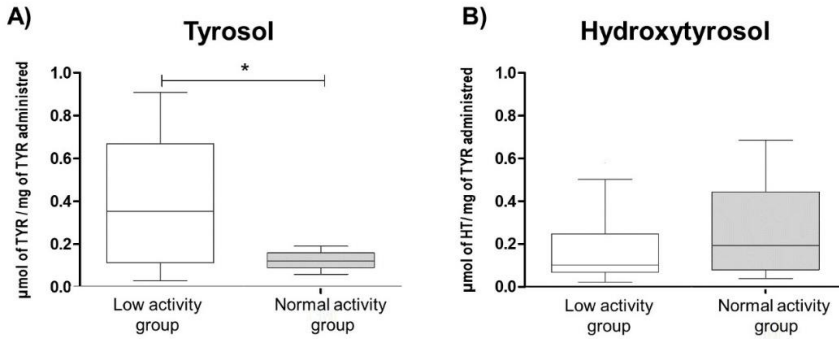 A)
Tyrosol
µmol of TYR / mg of TYR administred
1.0
0.8
0.6
0.4
0.2
0.0
*
Low activity
group
Normal activity
group
B)
Hydroxytyrosol
µmol of HT/ mg of TYR administred
1.0
0.8
0.6
0.4
0.2
0.0
Low activity
group
Normal activity
group